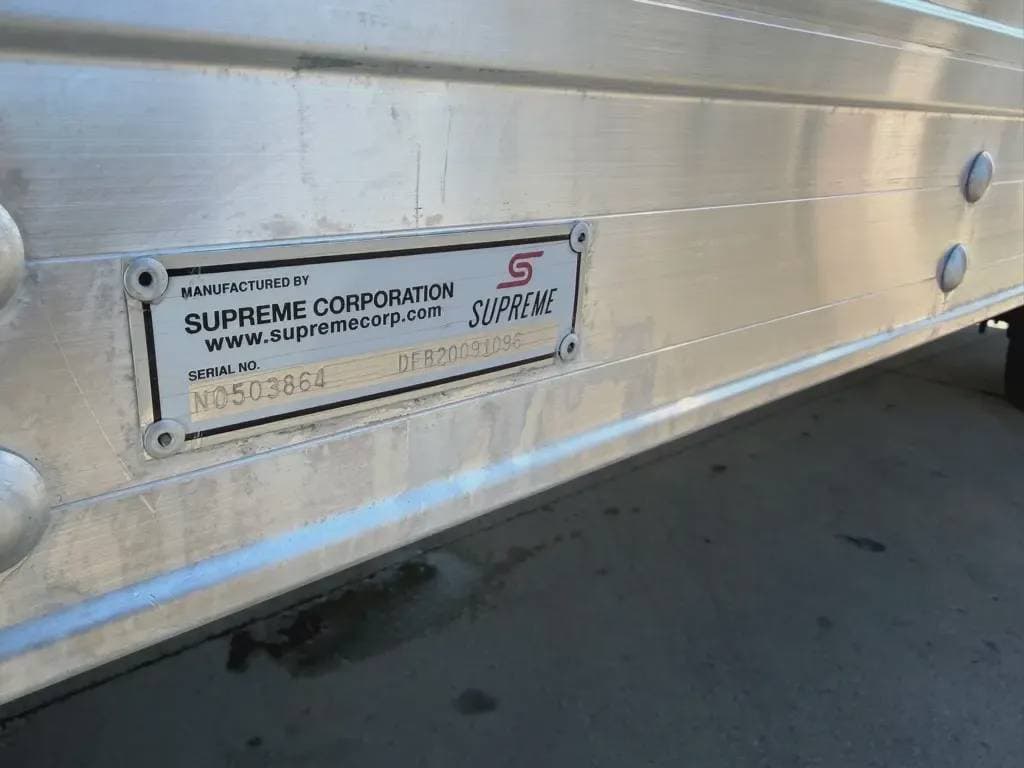 MANUFACTURED BY
SUPREME CORPORATION
www.supremecorp.com
SUPREME
SERIAL NO.
N0503864 DFB20091096